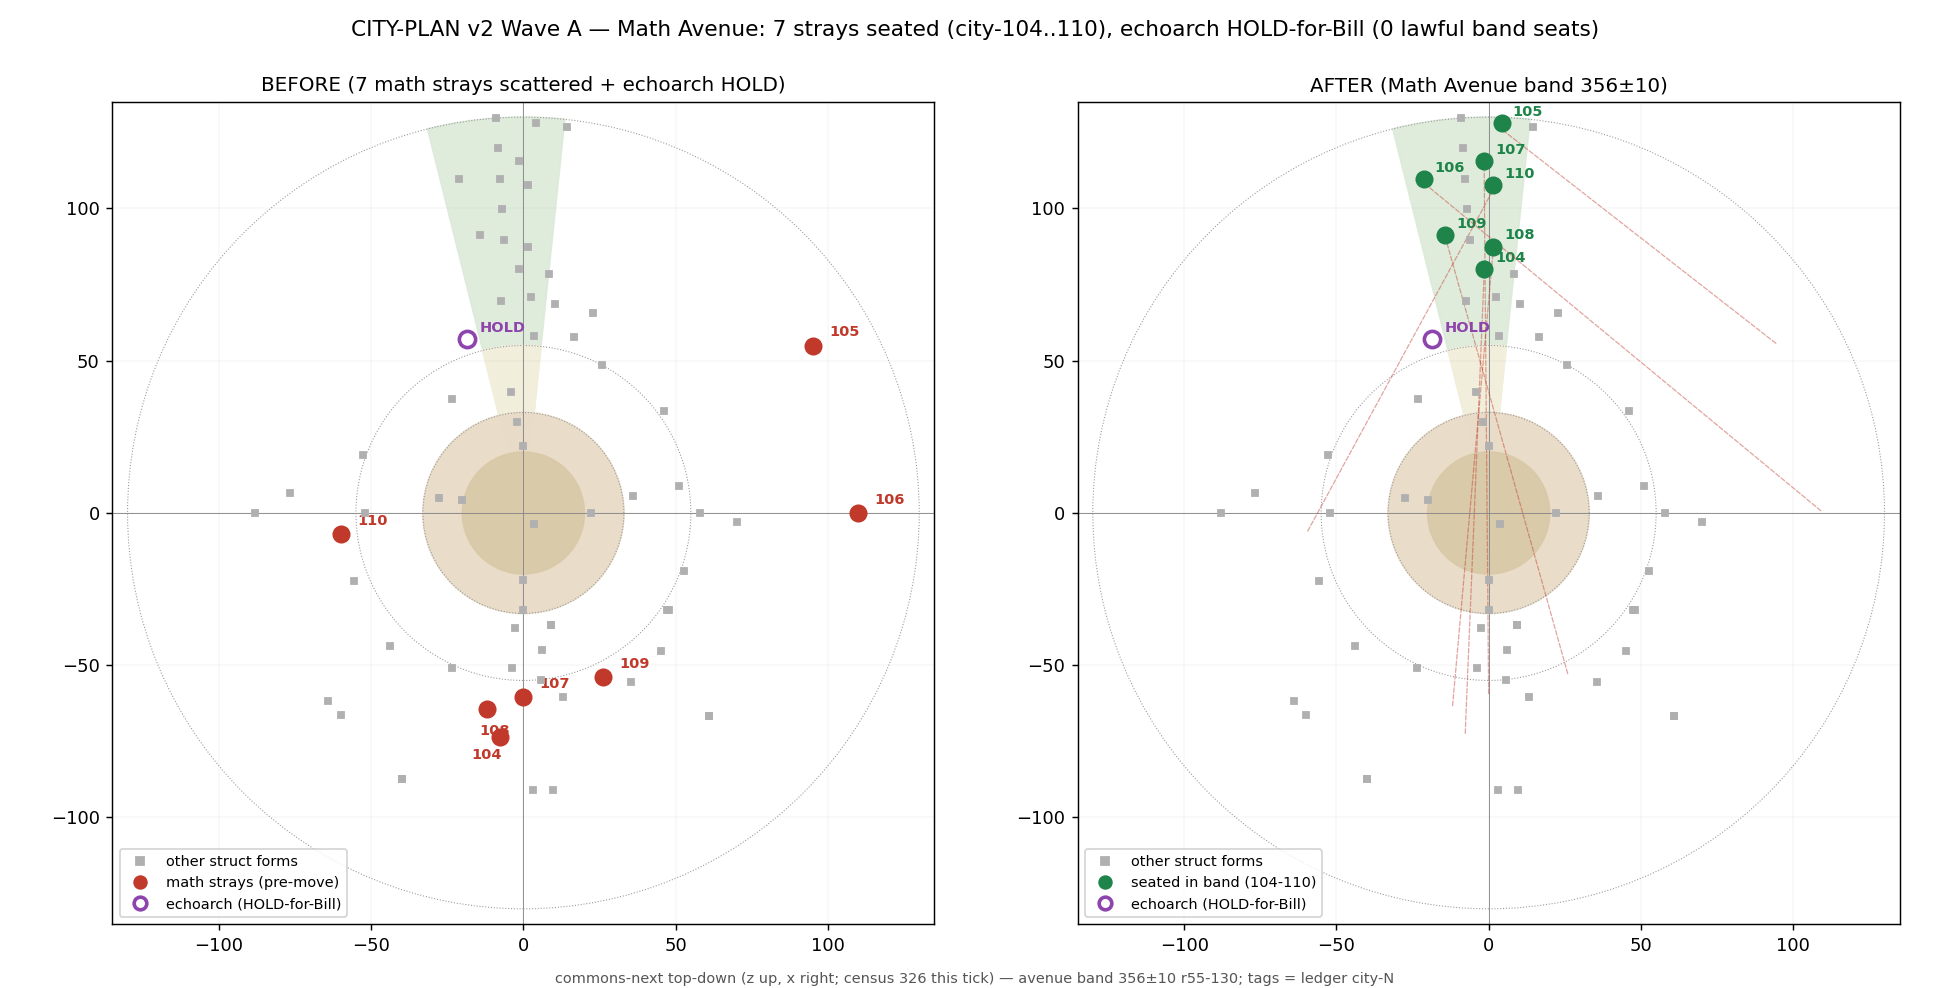 CITY-PLAN v2 Wave A — Math Avenue: 7 strays seated (city-104..110), echoarch HOLD-for-Bill (0 lawful band seats)
BEFORE (7 math strays scattered + echoarch HOLD)
100
50
0
−50
−100
−100
−50
0
50
100
HOLD
105
106
110
109
107
108
104
other struct forms
math strays (pre-move)
echoarch (HOLD-for-Bill)
AFTER (Math Avenue band 356±10)
100
50
0
−50
−100
−100
−50
0
50
100
105
107
106
110
109
108
104
HOLD
other struct forms
seated in band (104-110)
echoarch (HOLD-for-Bill)
commons-next top-down (z up, x right; census 326 this tick) — avenue band 356±10 r55-130; tags = ledger city-N